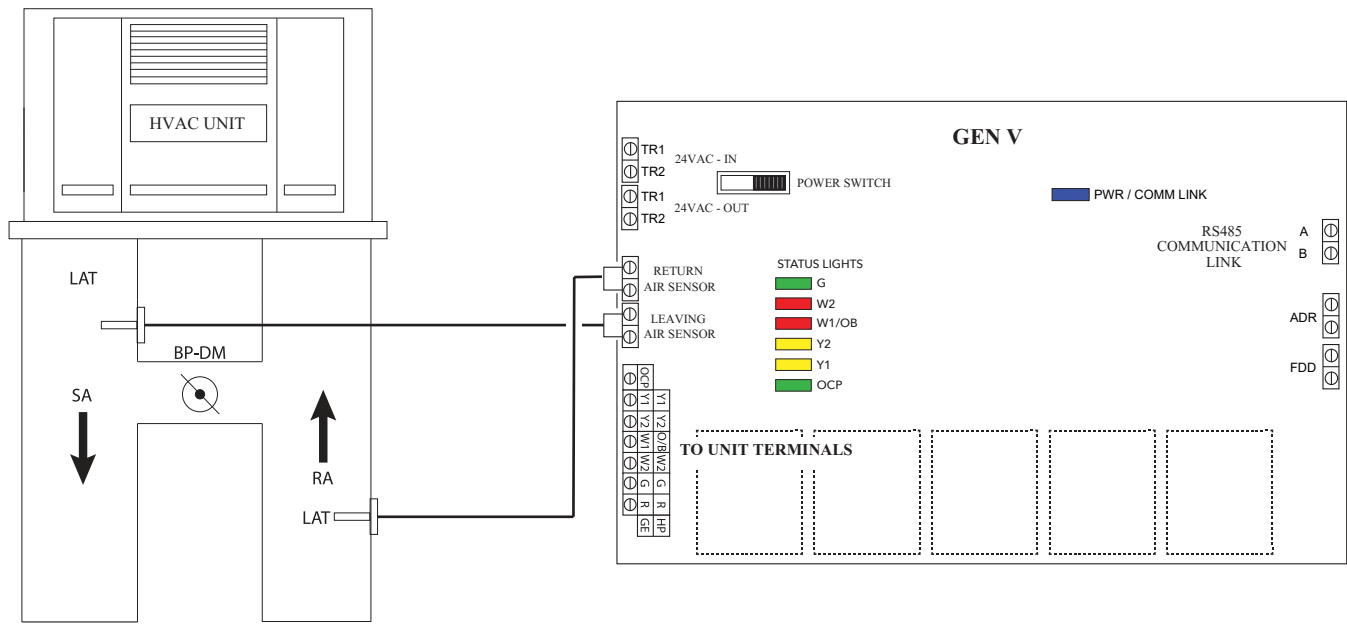 HVAC UNIT
LAT
BP-DM
SA
RA
LAT
GEN V
TR1
24VAC - IN
TR2
POWER SWITCH
TR1
24VAC - OUT
TR2
PWR / COMM LINK
RS485
COMMUNICATION
LINK
A
B
RETURN
AIR SENSOR
LEAVING
AIR SENSOR
STATUS LIGHTS
G
W2
W1/OB
Y2
Y1
OCP
ADR
FDD
OCP
Y1 Y1
Y2 Y2
W1 O/B
W2 W2
G G
R R
GE HP
TO UNIT TERMINALS